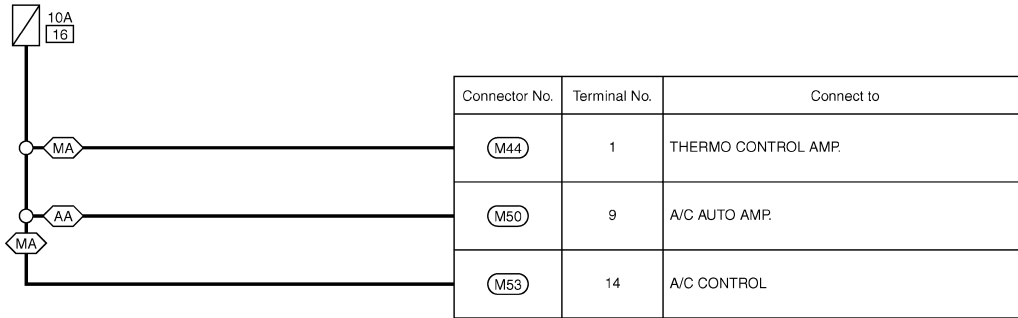 10A
16
Connector No. Terminal No. Connect to
MA M44 1 THERMO CONTROL AMP.
AA M50 9 A/C AUTO AMP.
MA
M53 14 A/C CONTROL